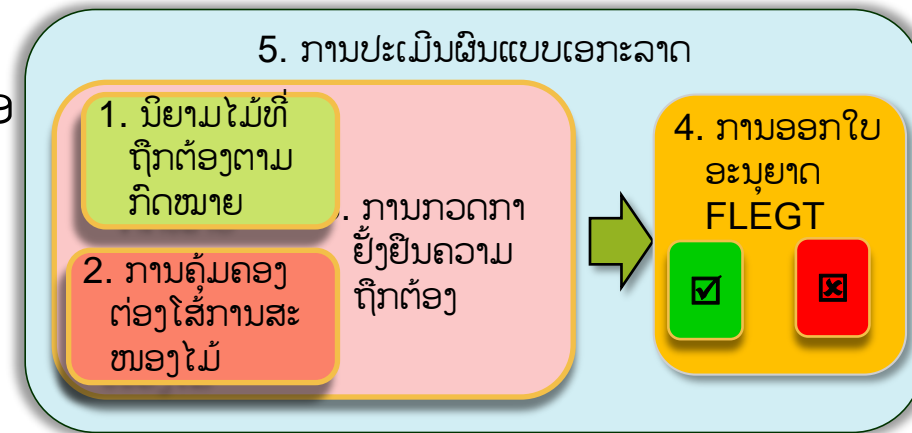 5. ການປະເມີນຜົນແບບເອກະລາດ
1. ນິຍາມໄມ້ທີ່
ຖືກຕ້ອງຕາມ
ກົດໝາຍ
2. ການຄຸ້ມຄອງ
ຕ່ອງໂສ້ການສະ
ໜອງໄມ້
. ການກວດກາ
ຢັ້ງຢືນຄວາມ
ຖືກຕ້ອງ
4. ການອອກໃບ
ອະນຸຍາດ
FLEGT